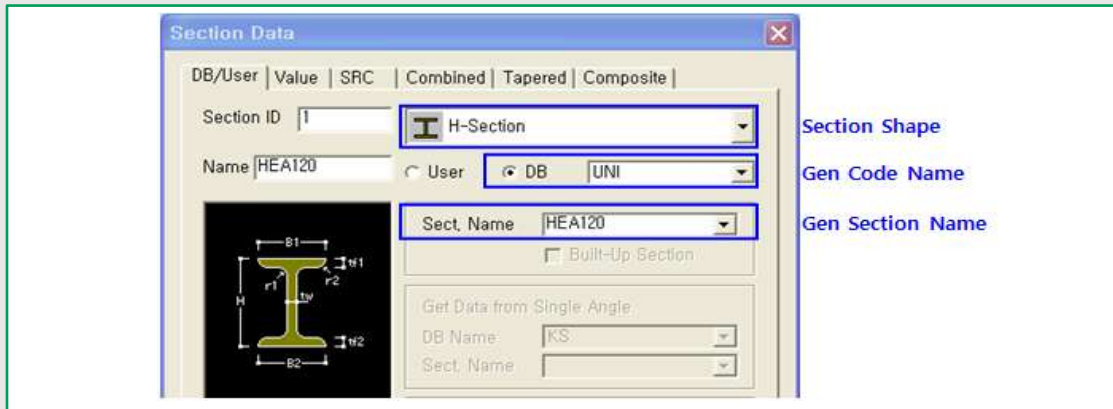 Section Data
DB/User | Value | SRC | Combined | Tapered | Composite |
Section ID 1
H-Section
Section Shape
Name HEA120
User DB UNI
Gen Code Name
Sect, Name HEA120
Gen Section Name
Built-Up Section
B1
tf1
r1 r2
H tw
tf2
B2
Get Data from Single Angle
DB Name KS
Sect, Name